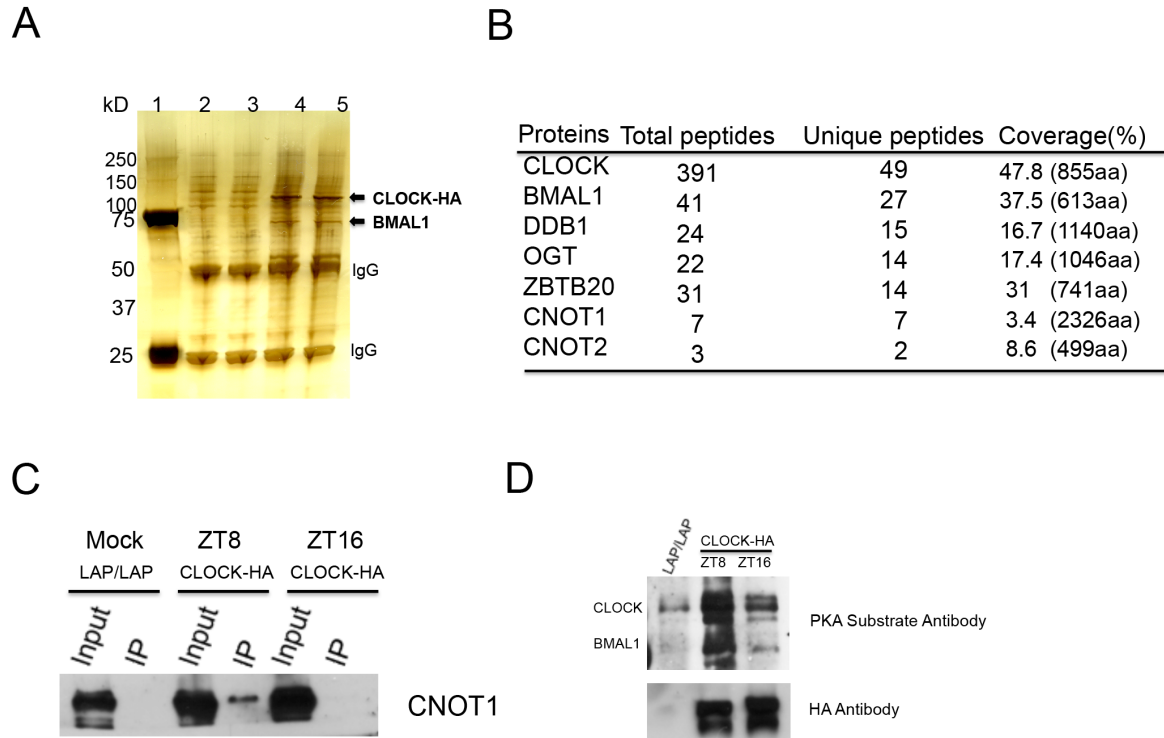 A
kD 1 2 3 4 5
250
150
100
75
50
37
25
CLOCK-HA
BMAL1
IgG
IgG
B
Proteins Total peptides Unique peptides Coverage(%)
CLOCK 391 49 47.8 (855aa)
BMAL1 41 27 37.5 (613aa)
DDB1 24 15 16.7 (1140aa)
OGT 22 14 17.4 (1046aa)
ZBTB20 31 14 31 (741aa)
CNOT1 7 7 3.4 (2326aa)
CNOT2 3 2 8.6 (499aa)
C
Mock ZT8 ZT16
LAP/LAP CLOCK-HA CLOCK-HA
Input IP Input IP Input IP
CNOT1
D
LAP/LAP
CLOCK-HA
ZT8 ZT16
CLOCK
BMAL1
PKA Substrate Antibody
HA Antibody